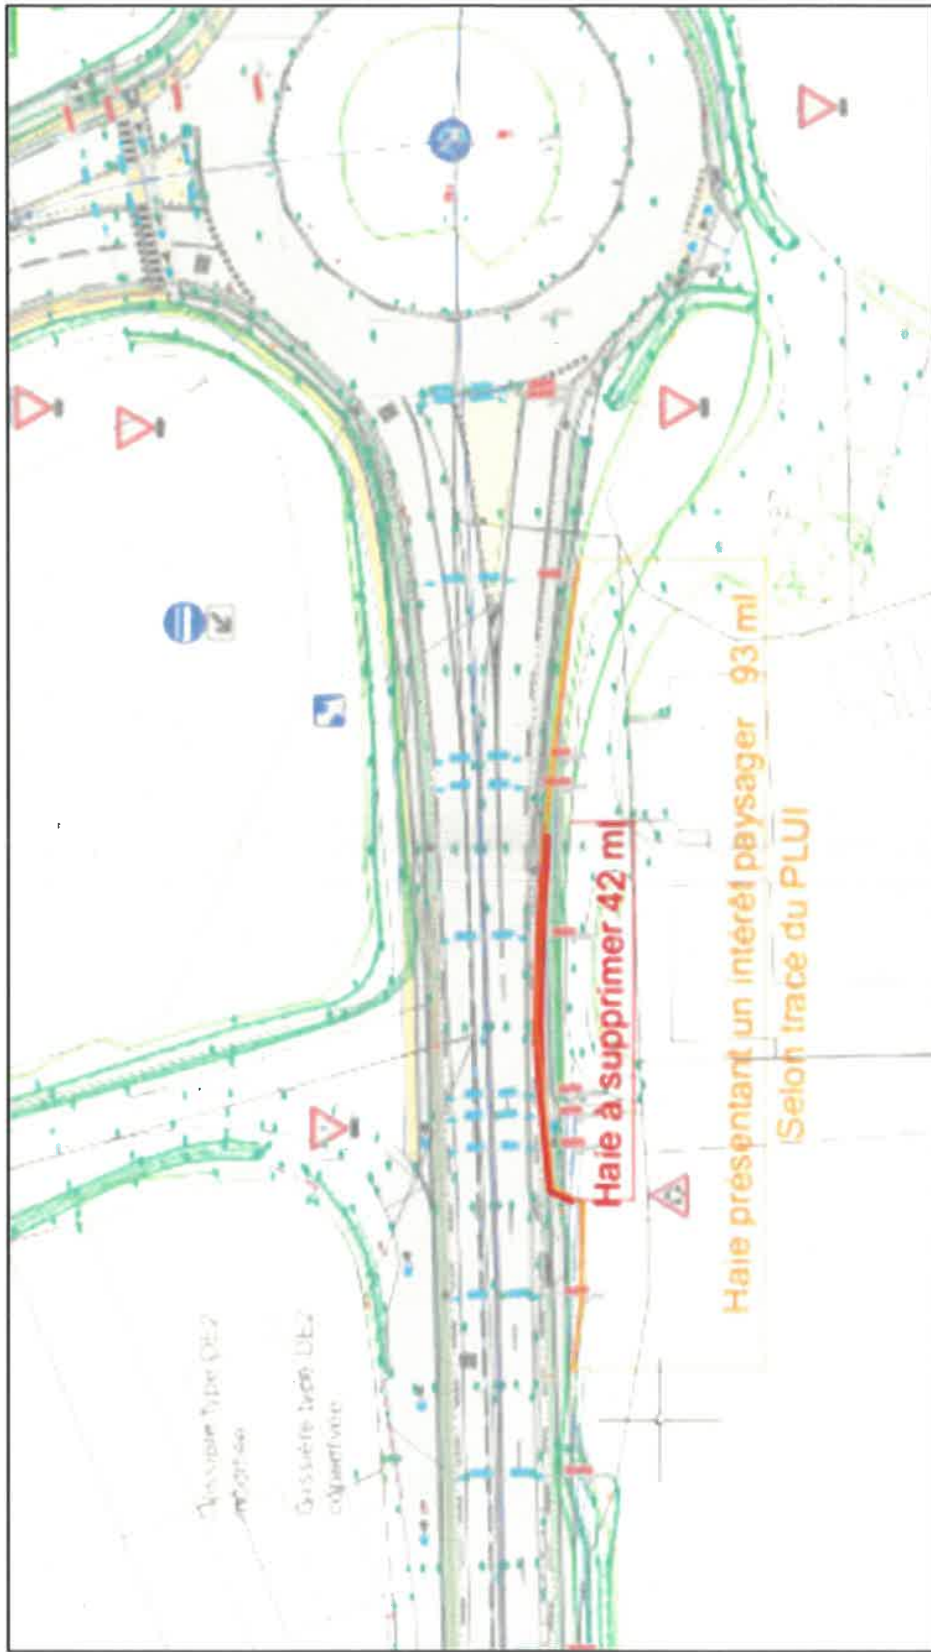 Haie à supprimer 42 ml
Haie présentant un intérêt paysager 93 ml
(Selon tracé du PLUI